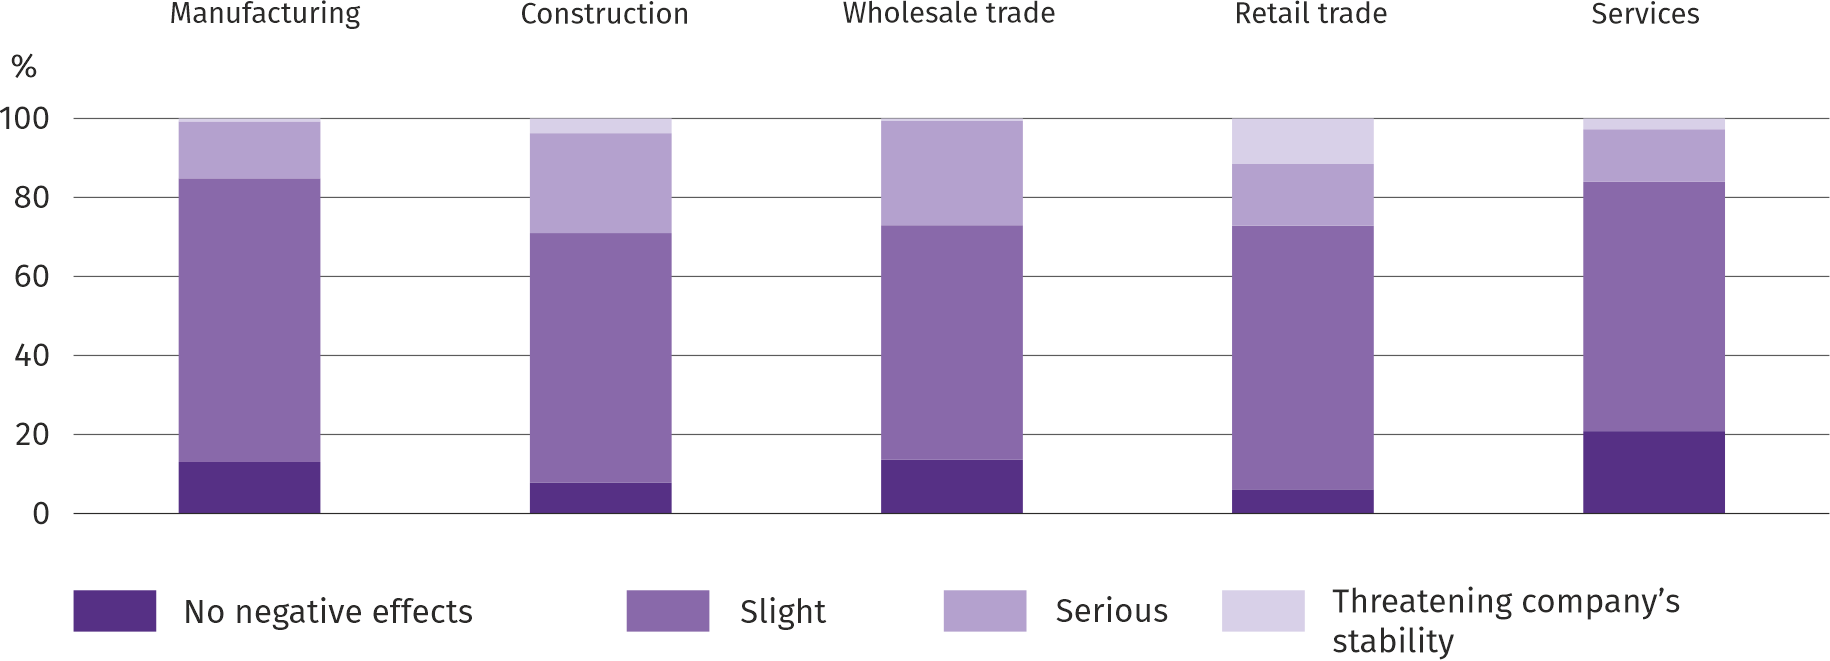 Manufacturing
Construction
Wholesale trade
Retail trade
Services
%
100
80
60
40
20
0
No negative effects
Slight
Serious
Threatening company’s
stability